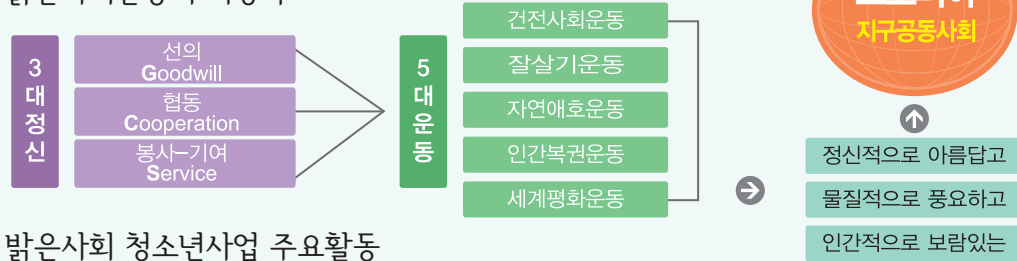 3대정신
선의
Goodwill
협동
Cooperation
봉사–기여
Service
5대운동
건전사회운동
잘살기운동
자연애호운동
인간복권운동
세계평화운동
지구공동사회
정신적으로 아름답고
물질적으로 풍요하고
인간적으로 보람있는
밝은사회 청소년사업 주요활동